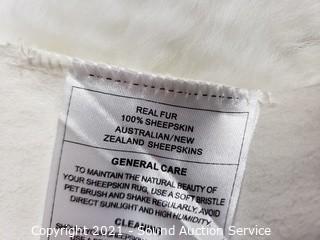 REAL FUR
100% SHEEPSKIN
AUSTRALIAN/NEW
ZEALAND SHEEPSKINS
GENERAL CARE
TO MAINTAIN THE NATURAL BEAUTY OF
YOUR SHEEPSKIN RUG, USE A SOFT BRISTLE
PET BRUSH AND SHAKE REGULARLY. AVOID
DIRECT SUNLIGHT AND HIGH HUMIDITY.
Copyright 2021 - Sound Auction Service